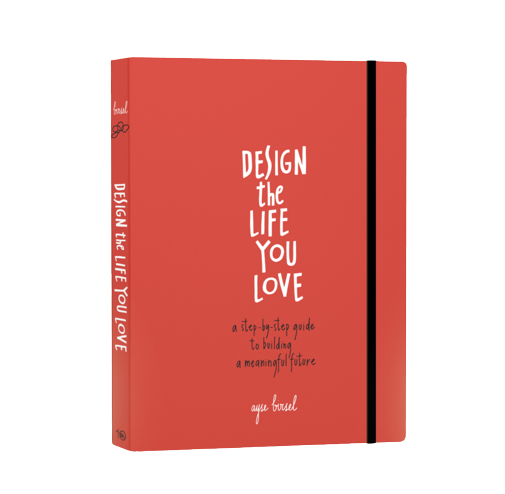 birsel
DESIGN the LIFE YOU LOVE
DESIGN
the
LIFE
YOU
LOVE
a step-by-step guide
to building
a meaningful future
ayse birsel